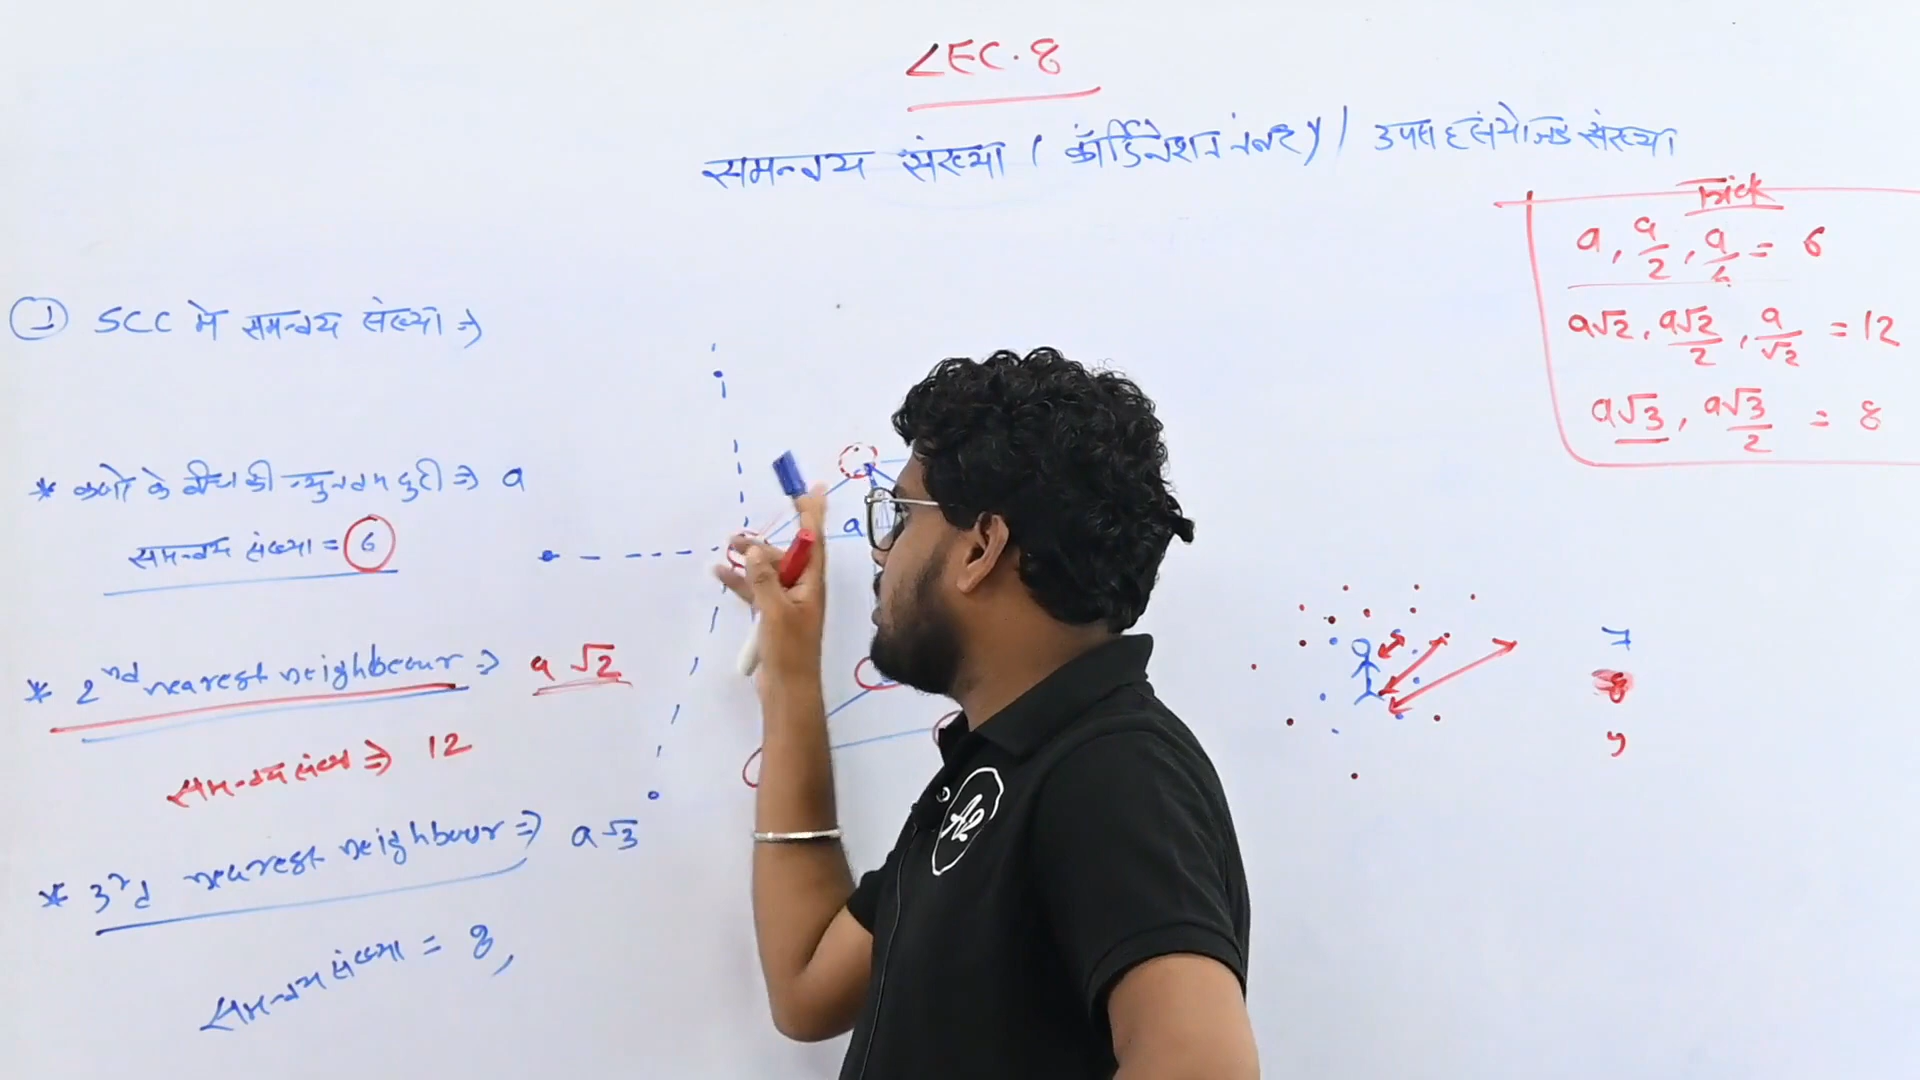 LEC.8
समन्वय संख्या (कॉर्डिनेशन नंबर) / उपसहसंयोजक संख्या
Trick
a, a/2, a/4 = 6
a√2, a√2/2, a/√2 = 12
a√3, a√3/2 = 8
① SCC में समन्वय संख्या ⇒
* कणों के बीच की न्युनतम दुरी ⇒ a
समन्वय संख्या = 6
* 2nd nearest neighbour ⇒ a√2
समन्वय संख्या ⇒ 12
* 3rd nearest neighbour ⇒ a√3
समन्वय संख्या = 8,
a
A2